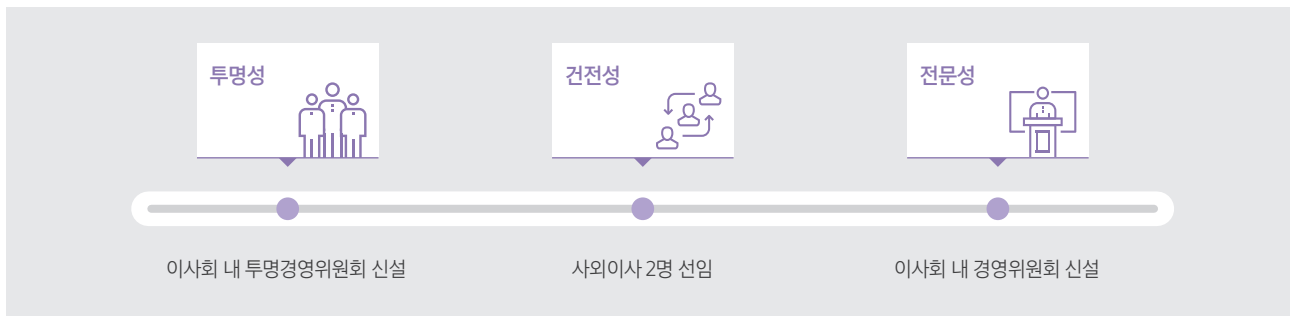 투명성
건전성
전문성
이사회 내 투명경영위원회 신설
사외이사 2명 선임
이사회 내 경영위원회 신설